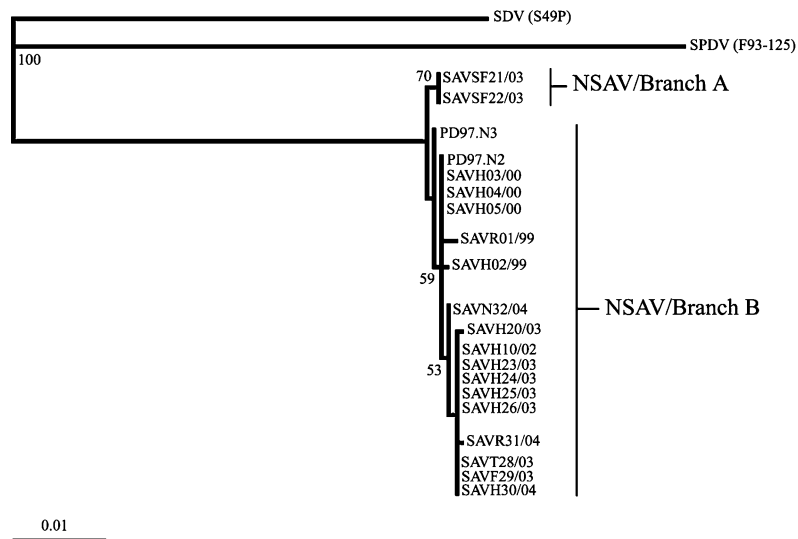 SDV (S49P)
SPDV (F93-125)
100
70
SAVSF21/03
NSAV/Branch A
SAVSF22/03
PD97.N3
PD97.N2
SAVH03/00
SAVH04/00
SAVH05/00
SAVR01/99
SAVH02/99
59
SAVN32/04
NSAV/Branch B
SAVH20/03
SAVH10/02
53
SAVH23/03
SAVH24/03
SAVH25/03
SAVH26/03
SAVR31/04
SAVT28/03
SAVF29/03
SAVH30/04
0.01